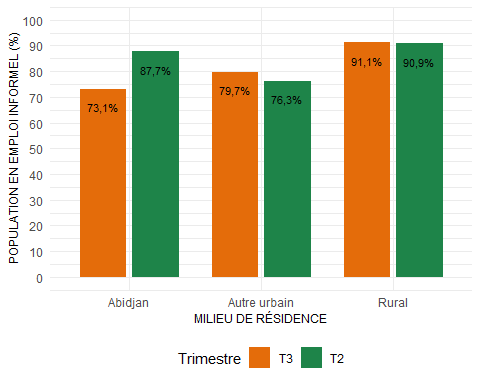 POPULATION EN EMPLOI INFORMEL (%)
100
90
80
70
60
50
40
30
20
10
0
73,1%
87,7%
79,7%
76,3%
91,1%
90,9%
Abidjan
Autre urbain
Rural
MILIEU DE RÉSIDENCE
Trimestre
T3
T2